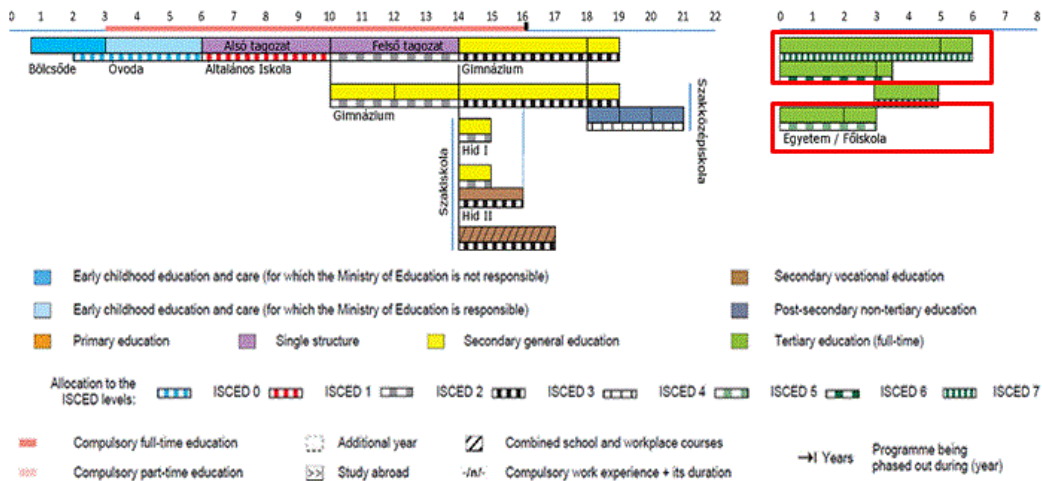 0 1 2 3 4 5 6 7 8 9 10 11 12 13 14 15 16 17 18 19 20 21 22 0 1 2 3 4 5 6 7 8
Alsó tagozat Felső tagozat
Bölcsőde Óvoda Általános Iskola Gimnázium
Gimnázium
Szakközépiskola
Egyetem / Főiskola
Híd I
Szakiskola
Híd II
Early childhood education and care (for which the Ministry of Education is not responsible) Secondary vocational education
Early childhood education and care (for which the Ministry of Education is responsible) Post-secondary non-tertiary education
Primary education Single structure Secondary general education Tertiary education (full-time)
Allocation to the
ISCED levels: ISCED 0 ISCED 1 ISCED 2 ISCED 3 ISCED 4 ISCED 5 ISCED 6 ISCED 7
Compulsory full-time education Additional year Combined school and workplace courses Years Programme being
phased out during (year)
Compulsory part-time education Study abroad -/n/- Compulsory work experience + its duration